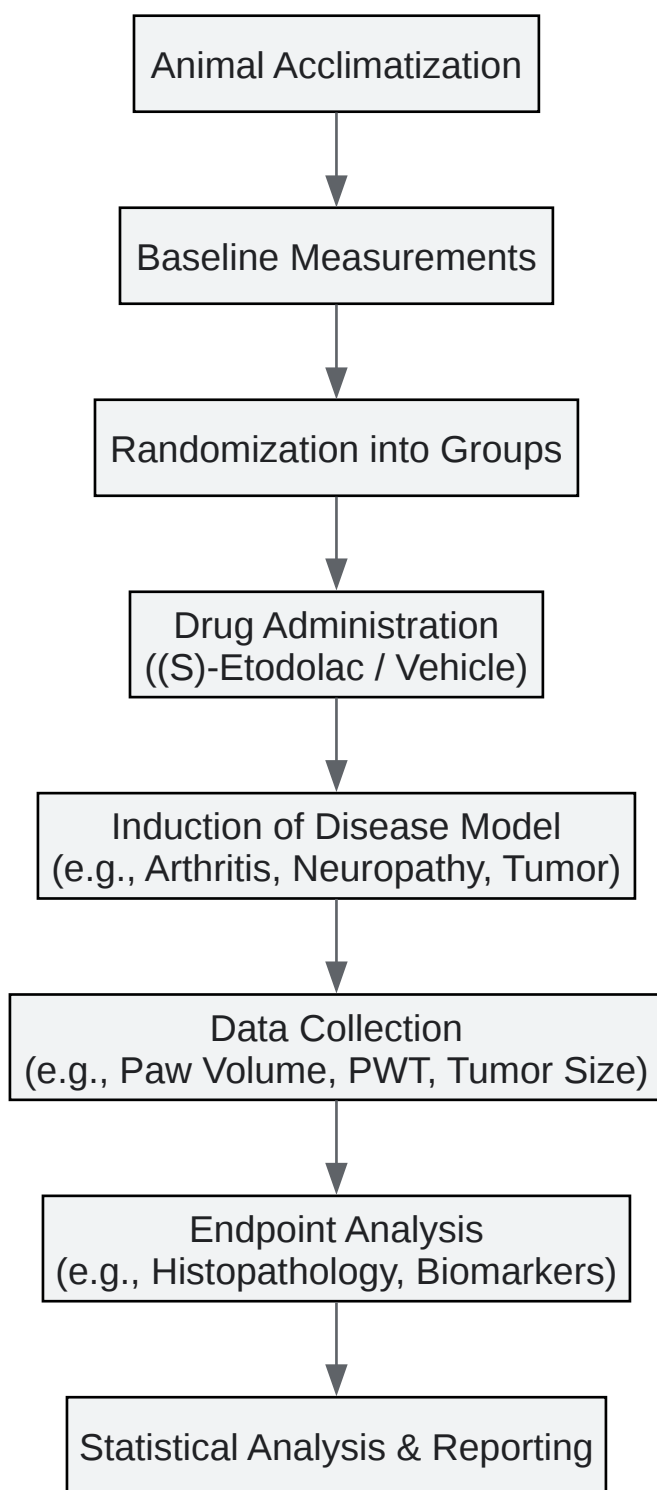 Animal Acclimatization
Baseline Measurements
Randomization into Groups
Drug Administration
((S)-Etodolac / Vehicle)
Induction of Disease Model
(e.g., Arthritis, Neuropathy, Tumor)
Data Collection
(e.g., Paw Volume, PWT, Tumor Size)
Endpoint Analysis
(e.g., Histopathology, Biomarkers)
Statistical Analysis & Reporting